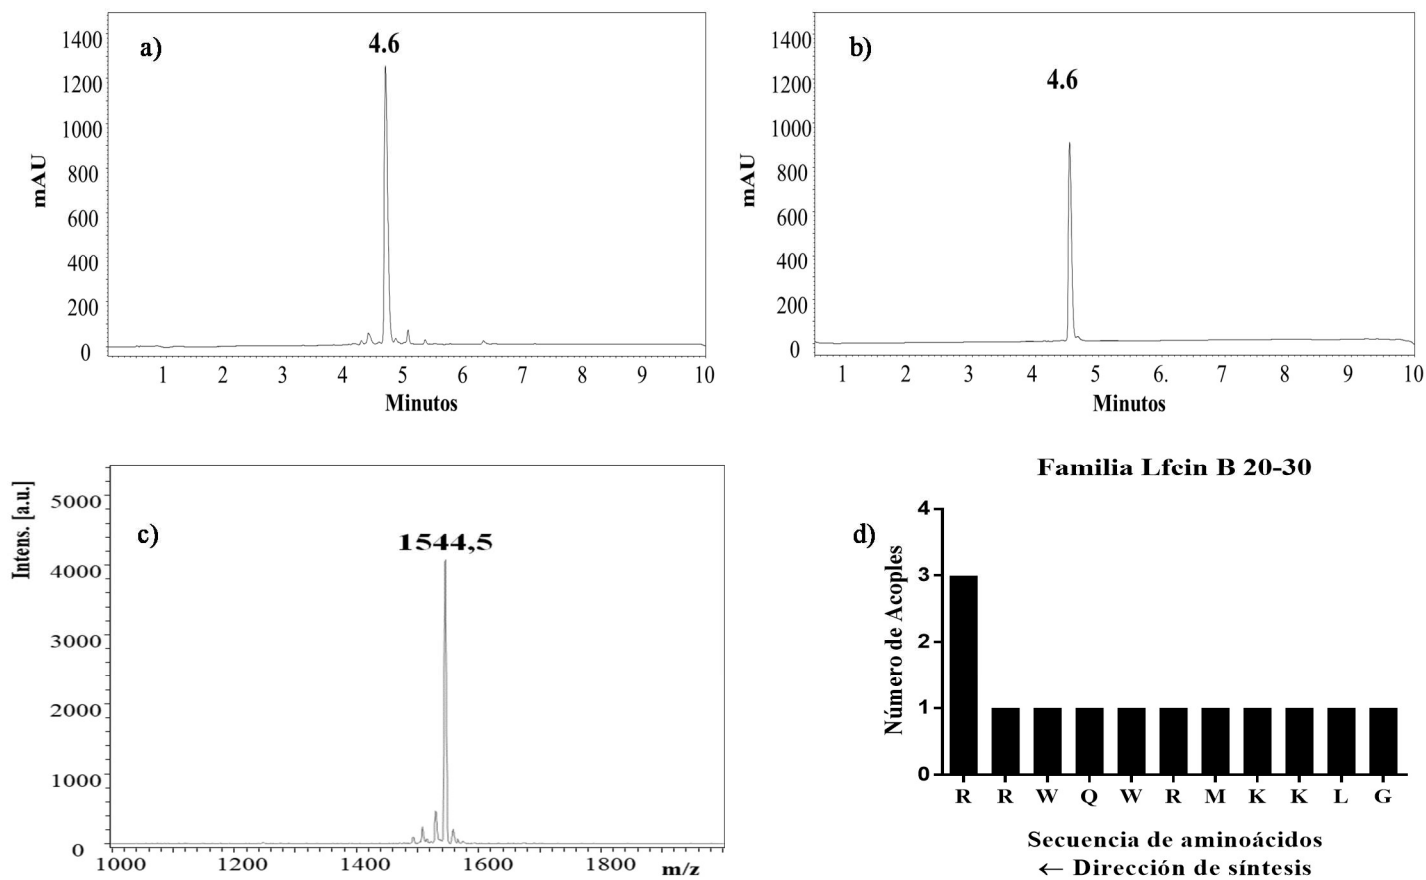 a)
4.6
1400
1200
1000
800
600
400
200
0
mAU
1 2 3 4 5 6 7 8 9 10
Minutos
b)
4.6
1400
1200
1000
800
600
400
200
0
mAU
1 2 3 4 5 6. 7 8 9 10
Minutos
c)
1544,5
Intens. [a.u.]
5000
4000
3000
2000
1000
0
1000 1200 1400 1600 1800
m/z
Familia Lfcin B 20-30
d)
Número de Acoples
4
3
2
1
0
R R W Q W R M K K L G
Secuencia de aminoácidos
← Dirección de síntesis